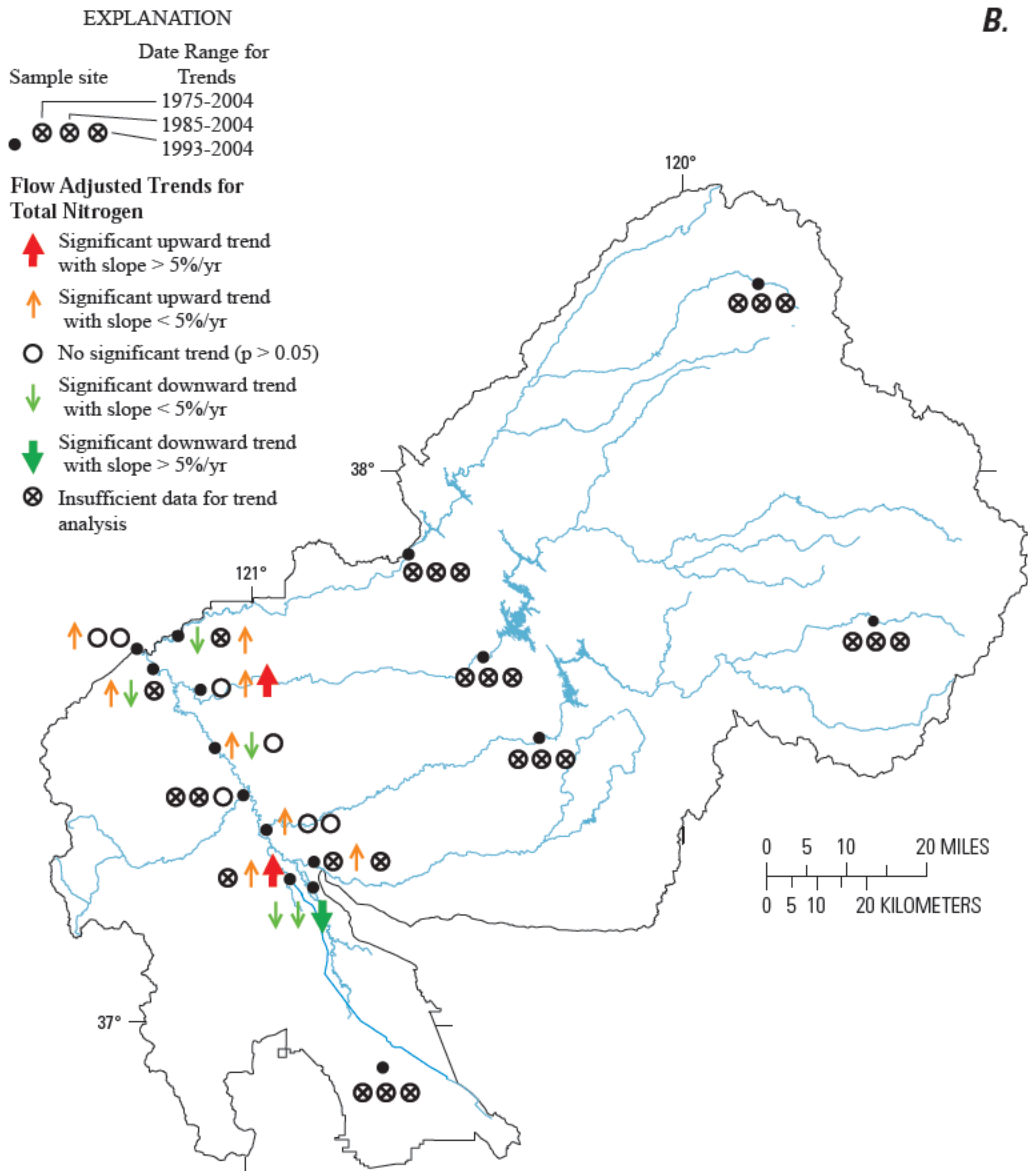 EXPLANATION
B.
Date Range for
Sample site
Trends
1975-2004
1985-2004
1993-2004
Flow Adjusted Trends for
Total Nitrogen
Significant upward trend
with slope > 5%/yr
Significant upward trend
with slope < 5%/yr
No significant trend (p > 0.05)
Significant downward trend
with slope < 5%/yr
Significant downward trend
with slope > 5%/yr
Insufficient data for trend
analysis
120°
38°
121°
37°
0 5 10 20 MILES
0 5 10 20 KILOMETERS